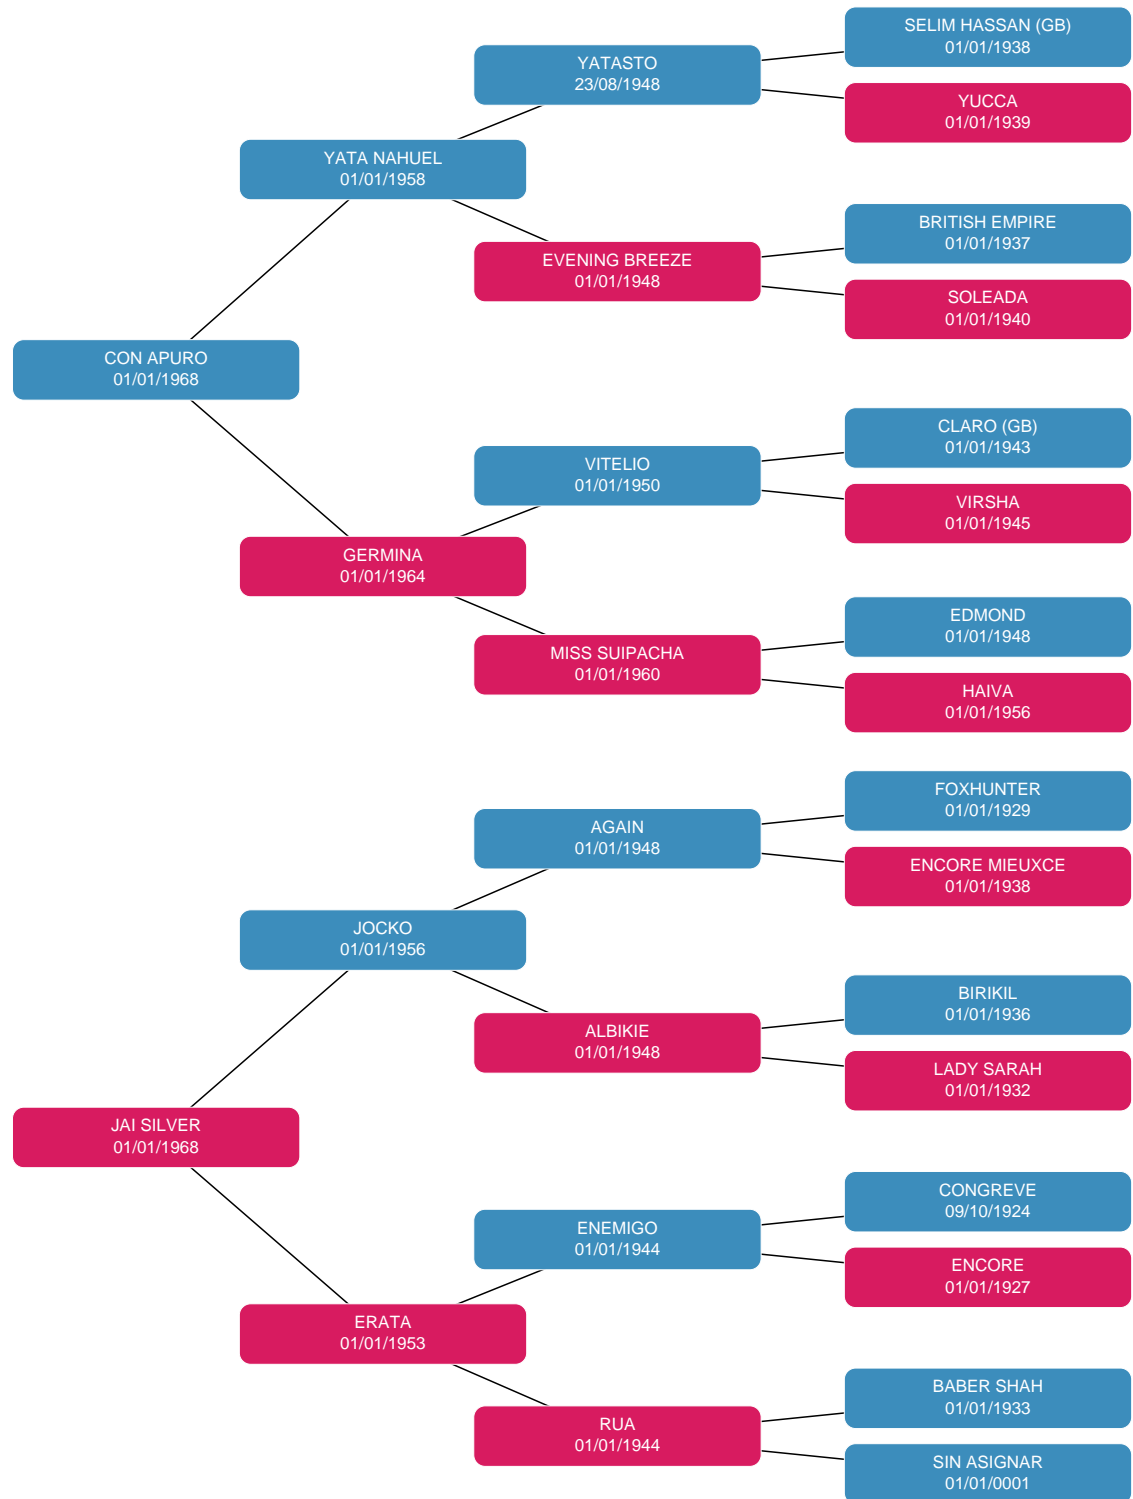 SELIM HASSAN (GB)
01/01/1938
YATASTO
23/08/1948
YUCCA
01/01/1939
YATA NAHUEL
01/01/1958
BRITISH EMPIRE
01/01/1937
EVENING BREEZE
01/01/1948
SOLEADA
01/01/1940
CON APURO
01/01/1968
CLARO (GB)
01/01/1943
VITELIO
01/01/1950
VIRSHA
01/01/1945
GERMINA
01/01/1964
EDMOND
01/01/1948
MISS SUIPACHA
01/01/1960
HAIVA
01/01/1956
FOXHUNTER
01/01/1929
AGAIN
01/01/1948
ENCORE MIEUXCE
01/01/1938
JOCKO
01/01/1956
BIRIKIL
01/01/1936
ALBIKIE
01/01/1948
LADY SARAH
01/01/1932
JAI SILVER
01/01/1968
CONGREVE
09/10/1924
ENEMIGO
01/01/1944
ENCORE
01/01/1927
ERATA
01/01/1953
BABER SHAH
01/01/1933
RUA
01/01/1944
SIN ASIGNAR
01/01/0001